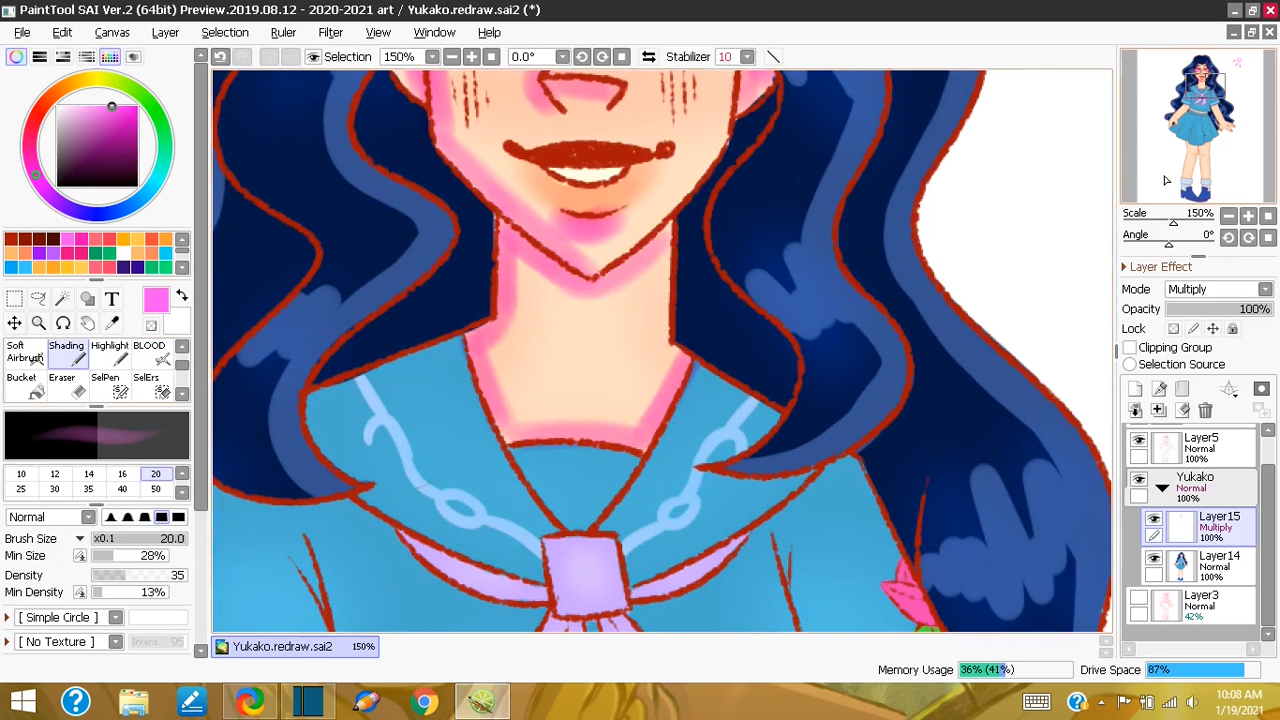 PaintTool SAI Ver.2 (64bit) Preview.2019.08.12 - 2020-2021 art / Yukako.redraw.sai2 (*)
File Edit Canvas Layer Selection Ruler Filter View Window Help
Selection 150% 0.0° Stabilizer 10
Scale 150%
Angle 0°
Layer Effect
Mode Multiply
Opacity 100%
Lock
Clipping Group
Selection Source
T
Soft Airbrush Shading Highlight BLOOD
Bucket Eraser SelPen SelErs
10 12 14 16 20
25 30 35 40 50
Normal
Brush Size x0.1 20.0
Min Size 28%
Density 35
Min Density 13%
[ Simple Circle ]
[ No Texture ] Intens. 95
Layer5
Normal
100%
Yukako
Normal
100%
Layer15
Multiply
100%
Layer14
Normal
100%
Layer3
Normal
42%
Yukako.redraw.sai2 150%
Memory Usage 36% (41%) Drive Space 87%
10:08 AM
1/19/2021